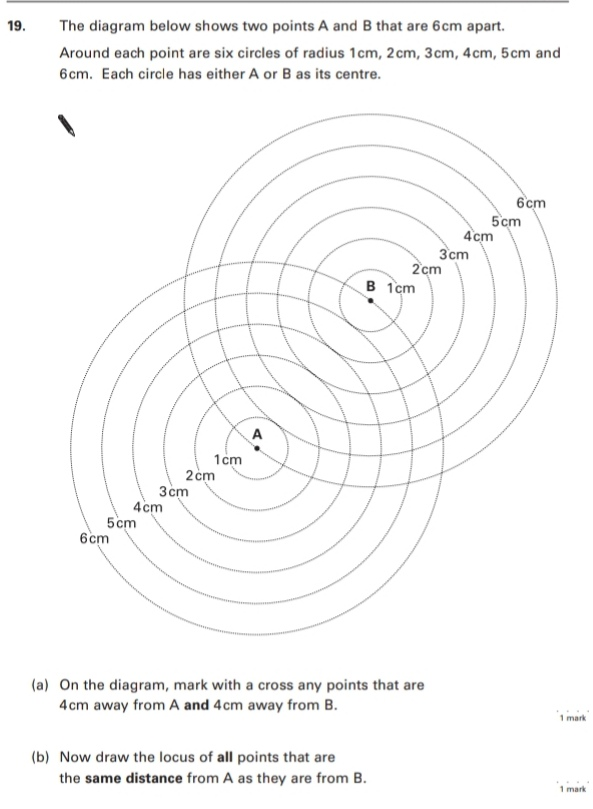 19. The diagram below shows two points A and B that are 6cm apart.
Around each point are six circles of radius 1cm, 2cm, 3cm, 4cm, 5cm and
6cm. Each circle has either A or B as its centre.
6cm
5cm
4cm
3cm
2cm
B 1cm
A
1cm
2cm
3cm
4cm
5cm
6cm
(a) On the diagram, mark with a cross any points that are
4cm away from A and 4cm away from B.
1 mark
(b) Now draw the locus of all points that are
the same distance from A as they are from B.
1 mark